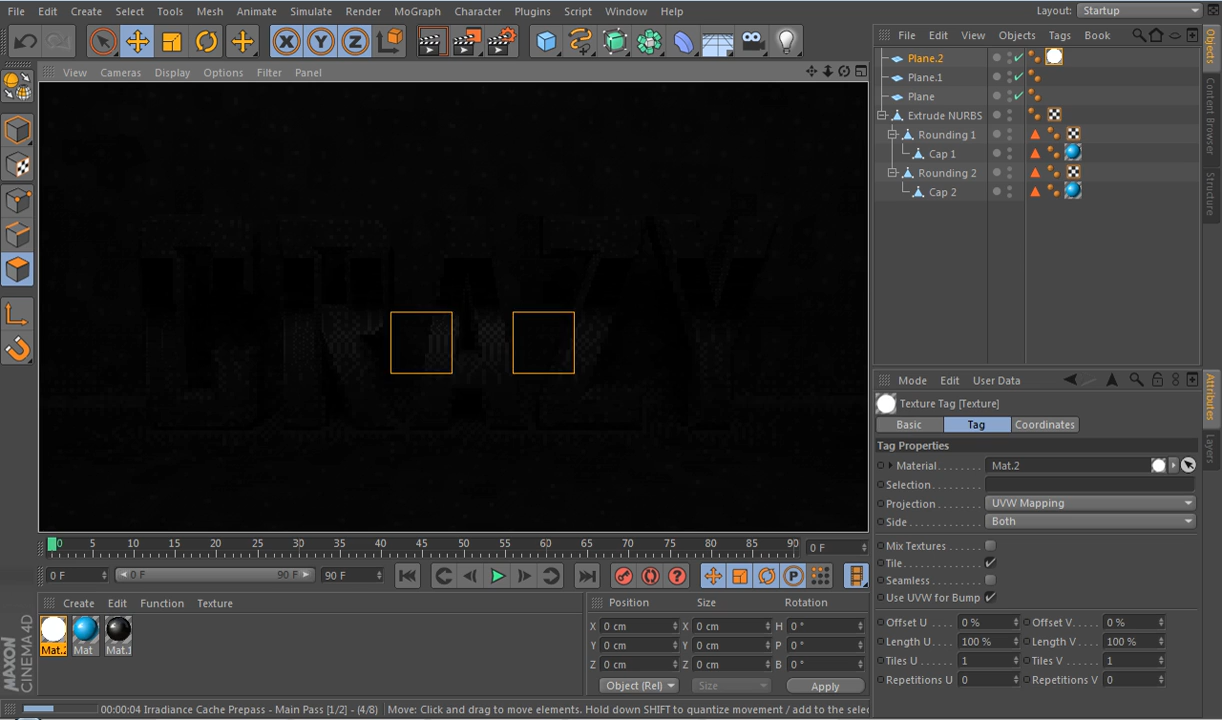 File Edit Create Select Tools Mesh Animate Simulate Render MoGraph Character Plugins Script Window Help Layout: Startup
File Edit View Objects Tags Book
View Cameras Display Options Filter Panel
Plane.2
Plane.1
Plane
Extrude NURBS
Rounding 1
Cap 1
Rounding 2
Cap 2
Objects
Content Browser
Structure
X Y Z
Mode Edit User Data
Texture Tag [Texture]
Basic Tag Coordinates
Tag Properties
Material Mat.2
Selection
Projection UVW Mapping
Side Both
Mix Textures
Tile
Seamless
Use UVW for Bump
Offset U 0 % Offset V 0 %
Length U 100 % Length V 100 %
Tiles U 1 Tiles V 1
Repetitions U 0 Repetitions V 0
Attributes
Layers
0 5 10 15 20 25 30 35 40 45 50 55 60 65 70 75 80 85 90 0 F
0 F 0 F 90 F 90 F
P
Create Edit Function Texture
Mat.2 Mat Mat.1
Position Size Rotation
X 0 cm X 0 cm H 0 °
Y 0 cm Y 0 cm P 0 °
Z 0 cm Z 0 cm B 0 °
Object (Rel) Size Apply
MAXON
CINEMA 4D
00:00:04 Irradiance Cache Prepass - Main Pass [1/2] - (4/8) Move: Click and drag to move elements. Hold down SHIFT to quantize movement / add to the selec